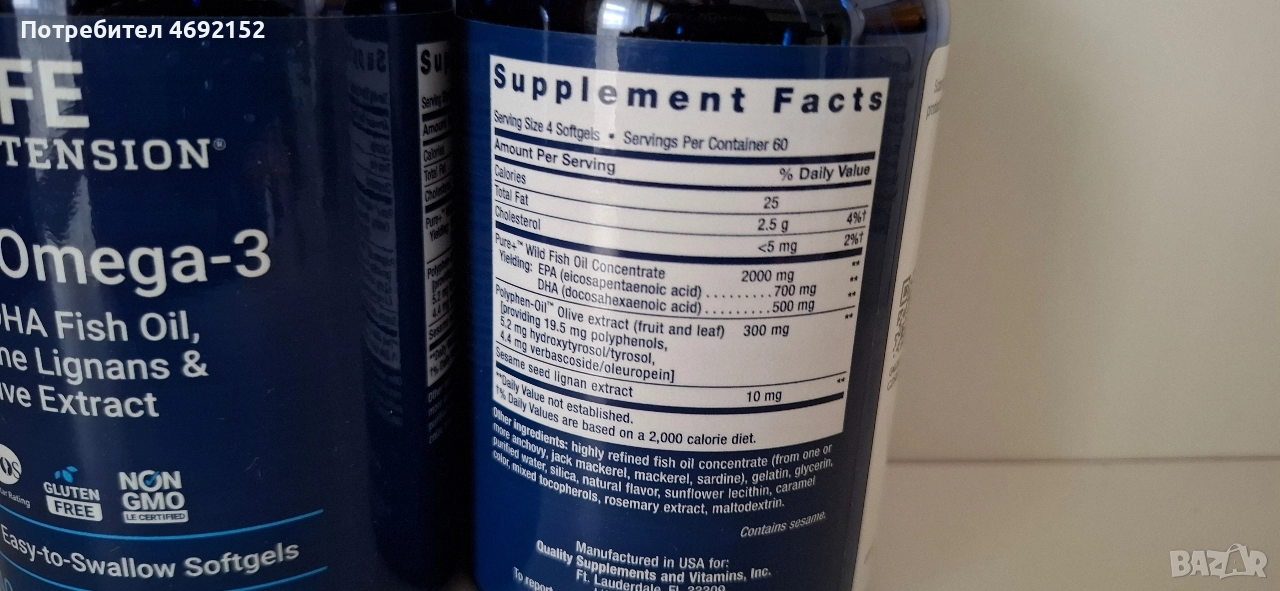 Потребител 4692152
FE
TENSION®
Omega-3
DHA Fish Oil,
Lignans &
Extract
GLUTEN
FREE
NON
GMO
LE CERTIFIED
Easy-to-Swallow Softgels
Supplement Facts
Serving Size 4 Softgels • Servings Per Container 60
Amount Per Serving % Daily Value
Calories 25
Total Fat 2.5 g 4%†
Cholesterol <5 mg 2%†
Pure+™ Wild Fish Oil Concentrate 2000 mg **
Yielding: EPA (eicosapentaenoic acid) .......... 700 mg **
DHA (docosahexaenoic acid) .......... 500 mg **
Polyphen-Oil™ Olive extract (fruit and leaf) 300 mg **
[providing 19.5 mg polyphenols,
5.2 mg hydroxytyrosol/tyrosol,
4.4 mg verbascoside/oleuropein]
Sesame seed lignan extract 10 mg **
**Daily Value not established.
†% Daily Values are based on a 2,000 calorie diet.
Other ingredients: highly refined fish oil concentrate (from one or
more anchovy, jack mackerel, mackerel, sardine), gelatin, glycerin,
purified water, silica, natural flavor, sunflower lecithin, caramel
color, mixed tocopherols, rosemary extract, maltodextrin.
Contains sesame.
Manufactured in USA for:
Quality Supplements and Vitamins, Inc.
Ft. Lauderdale, FL 33309
To report
BAZAR